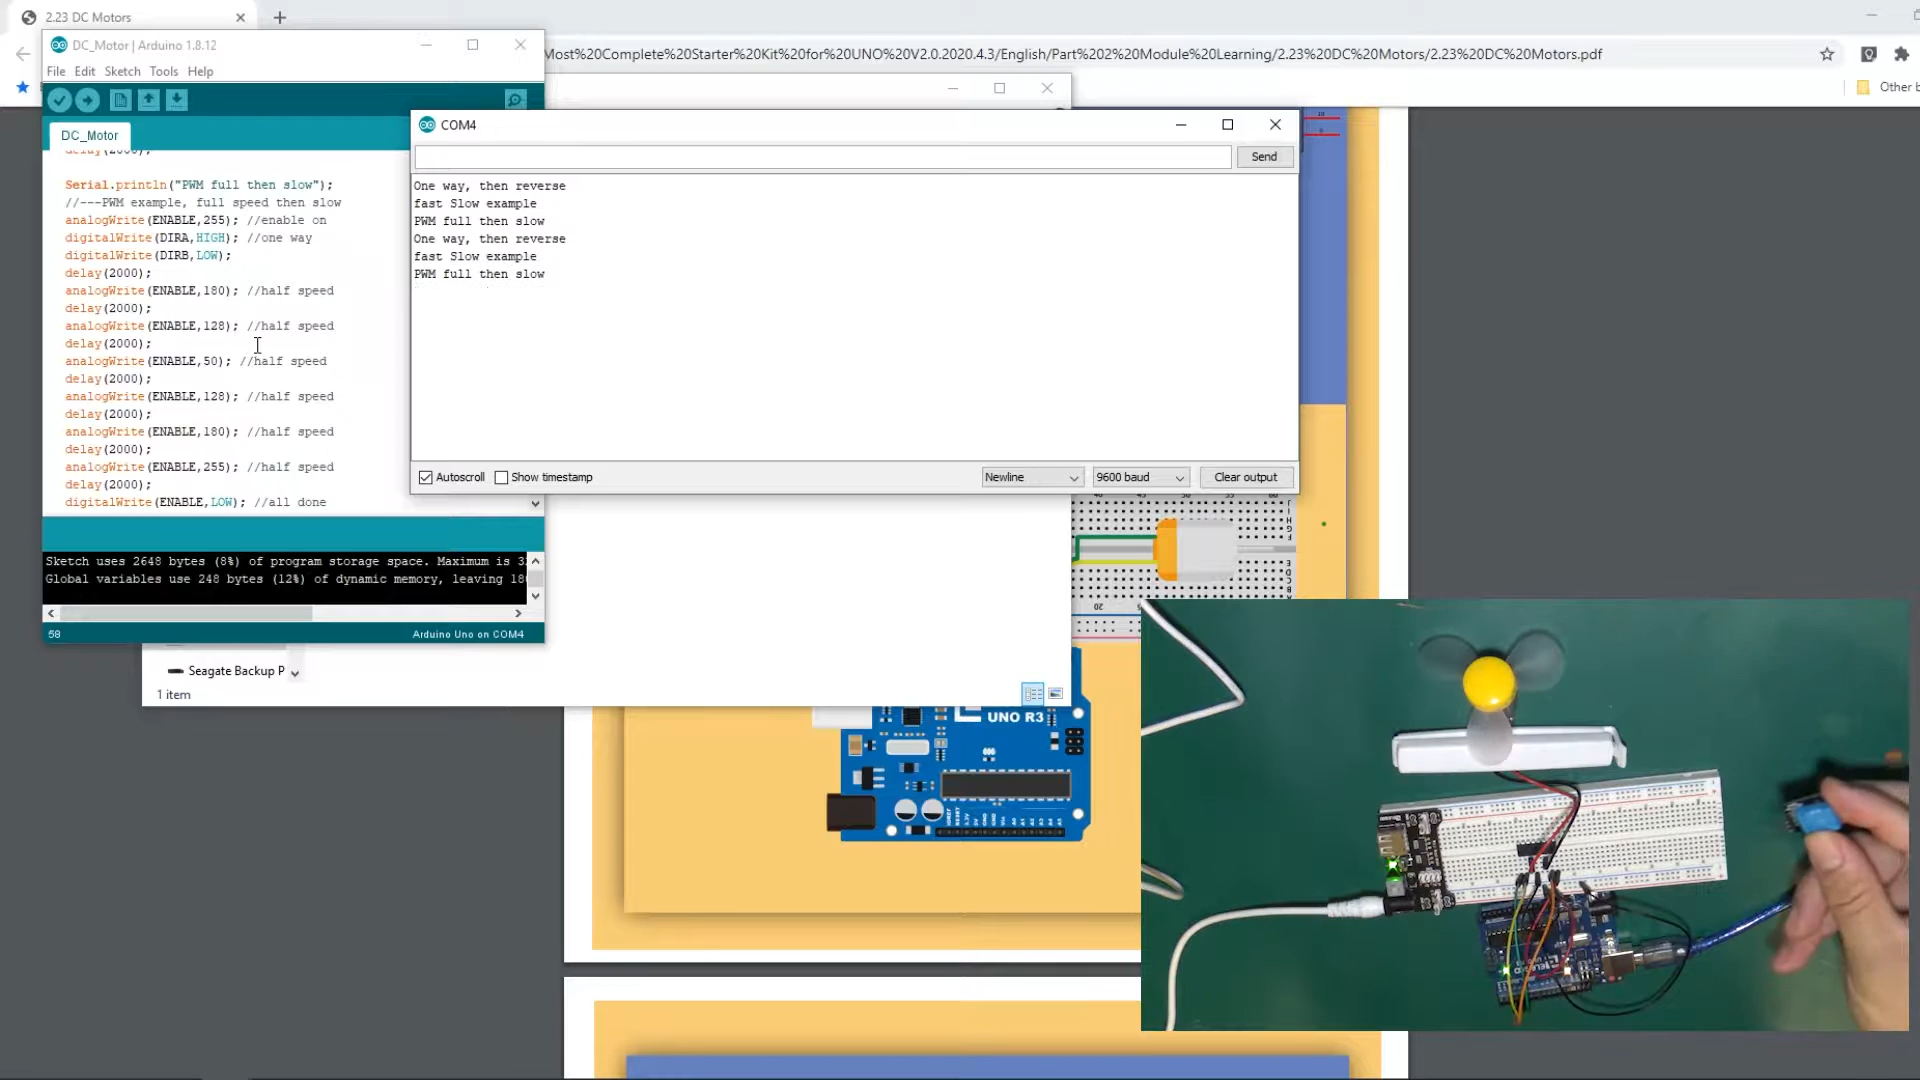 2.23 DC Motors
DC_Motor | Arduino 1.8.12
Most%20Complete%20Starter%20Kit%20for%20UNO%20V2.0.2020.4.3/English/Part%202%20Module%20Learning/2.23%20DC%20Motors/2.23%20DC%20Motors.pdf
File Edit Sketch Tools Help
Other b
DC_Motor
delay(2000);
Serial.println("PWM full then slow");
//---PWM example, full speed then slow
analogWrite(ENABLE,255); //enable on
digitalWrite(DIRA,HIGH); //one way
digitalWrite(DIRB,LOW);
delay(2000);
analogWrite(ENABLE,180); //half speed
delay(2000);
analogWrite(ENABLE,128); //half speed
delay(2000);
analogWrite(ENABLE,50); //half speed
delay(2000);
analogWrite(ENABLE,128); //half speed
delay(2000);
analogWrite(ENABLE,180); //half speed
delay(2000);
analogWrite(ENABLE,255); //half speed
delay(2000);
digitalWrite(ENABLE,LOW); //all done
Sketch uses 2648 bytes (8%) of program storage space. Maximum is 3
Global variables use 248 bytes (12%) of dynamic memory, leaving 18
58
Arduino Uno on COM4
COM4
Send
One way, then reverse
fast Slow example
PWM full then slow
One way, then reverse
fast Slow example
PWM full then slow
Autoscroll Show timestamp
Newline
9600 baud
Clear output
Seagate Backup P
1 item
20
UNO R3